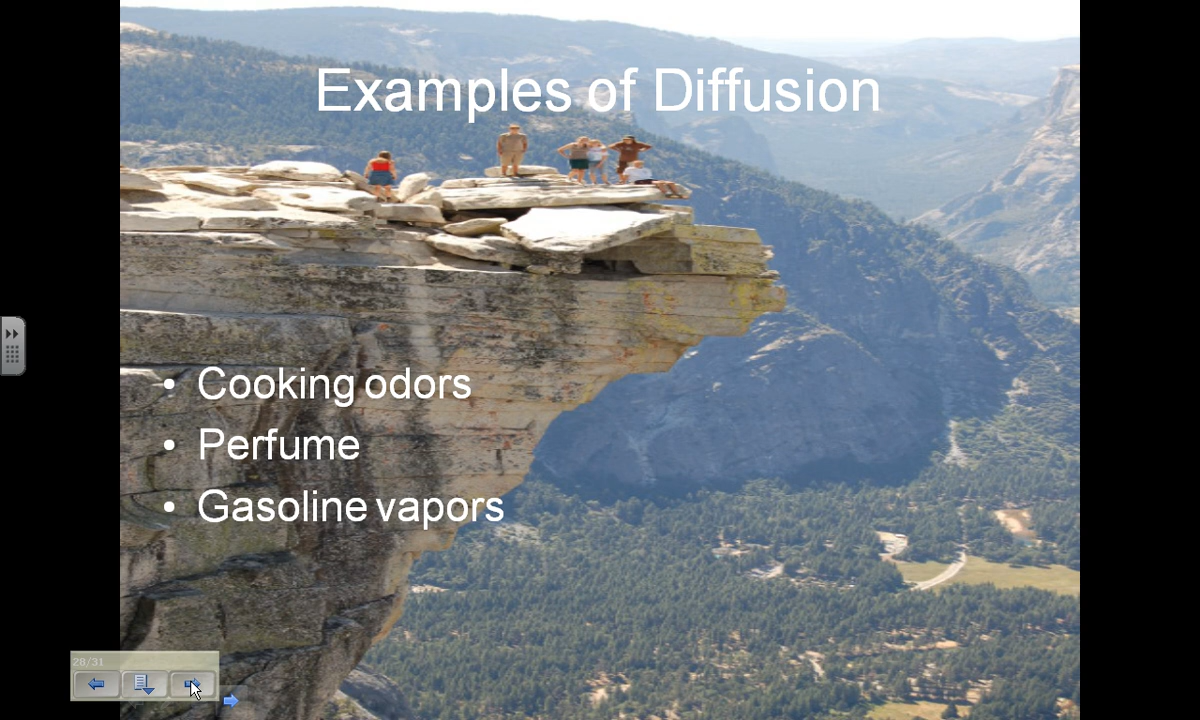 Examples of Diffusion
• Cooking odors
• Perfume
• Gasoline vapors
28/31